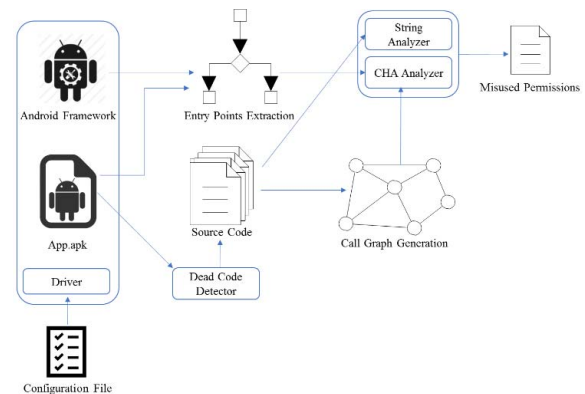 String
Analyzer
CHA Analyzer
Misused Permissions
Android Framework
Entry Points Extraction
App.apk
Source Code
Call Graph Generation
Driver
Dead Code
Detector
Configuration File